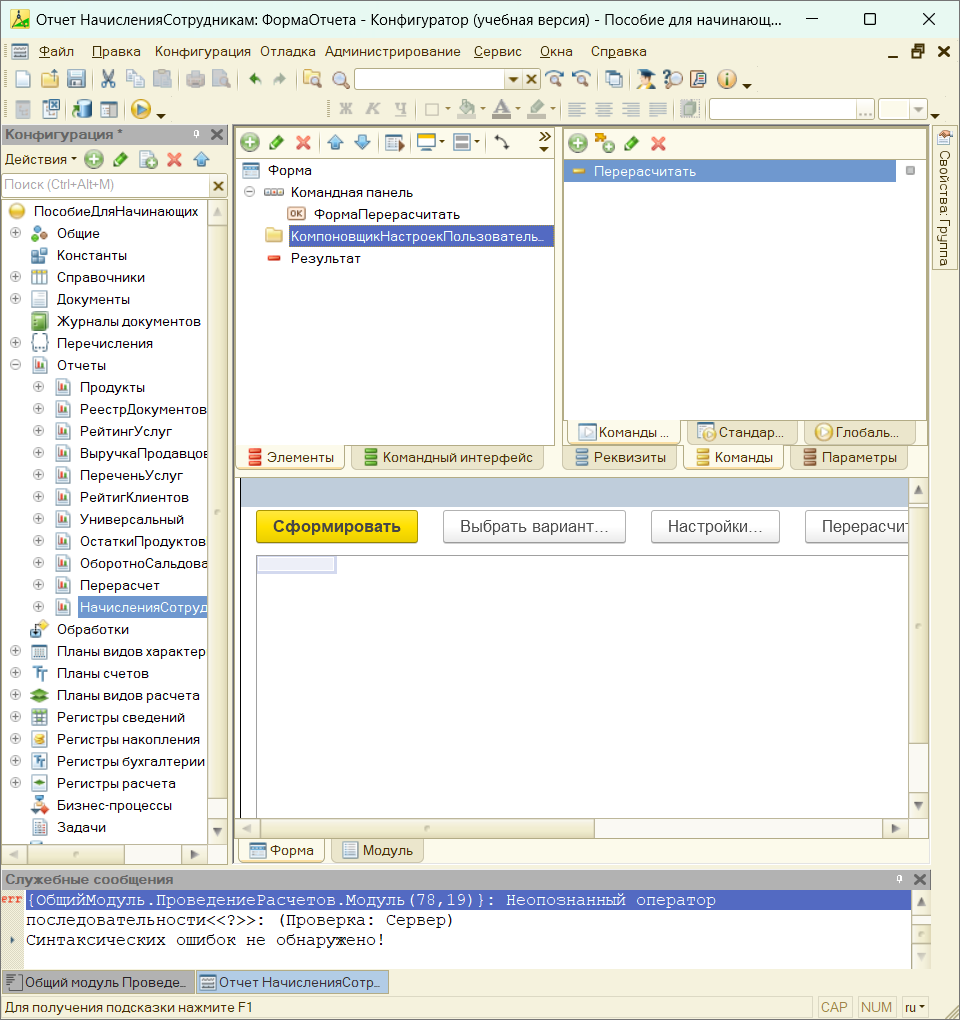 Отчет НачисленияСотрудникам: ФормаОтчета - Конфигуратор (учебная версия) - Пособие для начинающ...
Файл Правка Конфигурация Отладка Администрирование Сервис Окна Справка
Ж К Ч
Конфигурация *
Действия
Поиск (Ctrl+Alt+M)
ПособиеДляНачинающих
Общие
Константы
Справочники
Документы
Журналы документов
Перечисления
Отчеты
Продукты
РеестрДокументов
РейтингУслуг
ВыручкаПродавцов
ПереченьУслуг
РейтигКлиентов
Универсальный
ОстаткиПродуктов
ОборотноСальдова
Перерасчет
НачисленияСотруд
Обработки
Планы видов характер
Планы счетов
Планы видов расчета
Регистры сведений
Регистры накопления
Регистры бухгалтерии
Регистры расчета
Бизнес-процессы
Задачи
Форма
Командная панель
OK ФормаПерерасчитать
КомпоновщикНастроекПользователь...
Результат
Элементы Командный интерфейс
Перерасчитать
Команды ... Стандар... Глобаль...
Реквизиты Команды Параметры
Свойства: Группа
Сформировать Выбрать вариант... Настройки... Перерасчит
Форма Модуль
Служебные сообщения
err {ОбщийМодуль.ПроведениеРасчетов.Модуль(78,19)}: Неопознанный оператор
последовательности<<?>>: (Проверка: Сервер)
Синтаксических ошибок не обнаружено!
Общий модуль Проведе... Отчет НачисленияСотр...
Для получения подсказки нажмите F1 CAP NUM ru